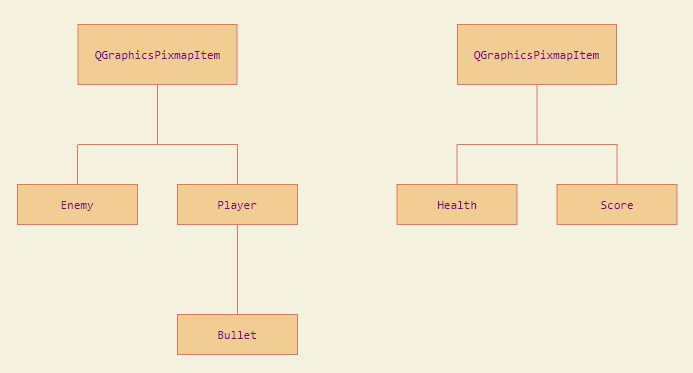 QGraphicsPixmapItem
QGraphicsPixmapItem
Enemy
Player
Health
Score
Bullet